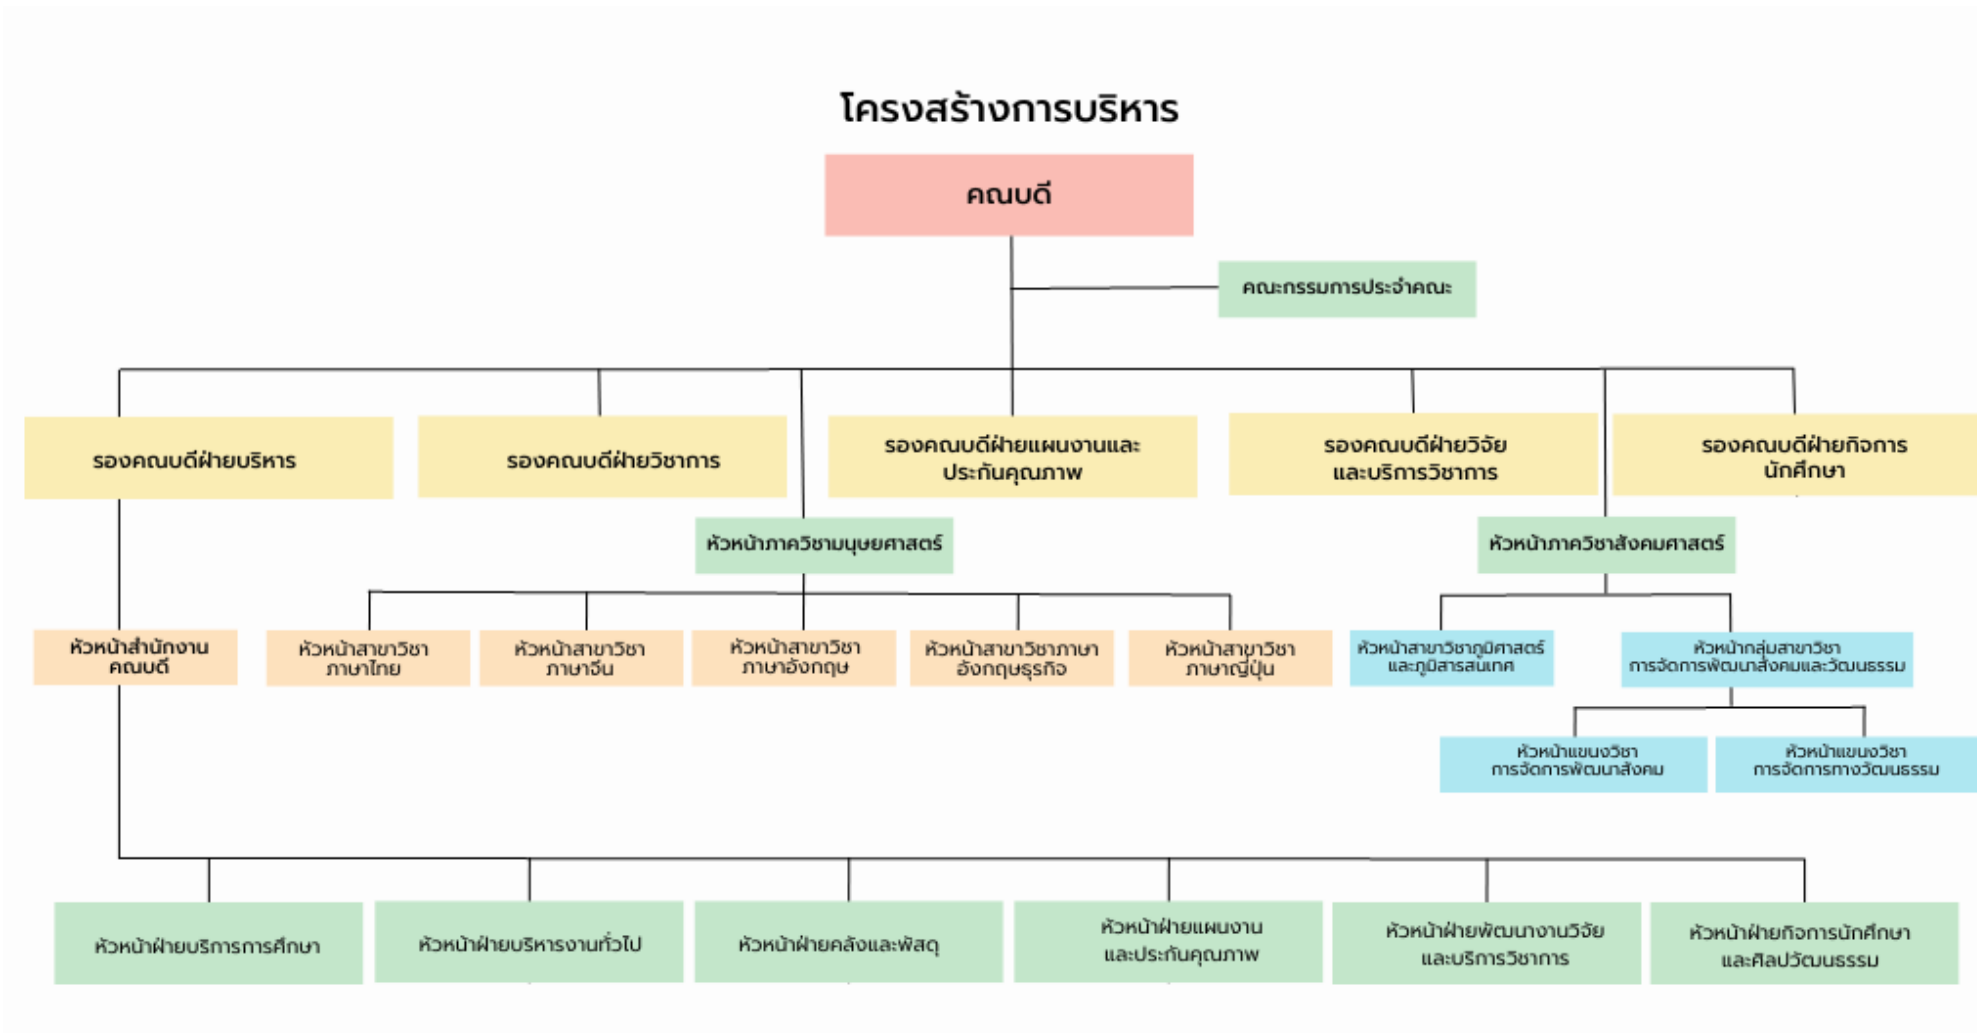 โครงสร้างการบริหาร
คณบดี
คณะกรรมการประจำคณะ
รองคณบดีฝ่ายบริหาร
รองคณบดีฝ่ายวิชาการ
รองคณบดีฝ่ายแผนงานและ
ประกันคุณภาพ
รองคณบดีฝ่ายวิจัย
และบริการวิชาการ
รองคณบดีฝ่ายกิจการ
นักศึกษา
หัวหน้าภาควิชามนุษยศาสตร์
หัวหน้าภาควิชาสังคมศาสตร์
หัวหน้าสำนักงาน
คณบดี
หัวหน้าสาขาวิชา
ภาษาไทย
หัวหน้าสาขาวิชา
ภาษาจีน
หัวหน้าสาขาวิชา
ภาษาอังกฤษ
หัวหน้าสาขาวิชาภาษา
อังกฤษธุรกิจ
หัวหน้าสาขาวิชา
ภาษาญี่ปุ่น
หัวหน้าสาขาวิชาภูมิศาสตร์
และภูมิสารสนเทศ
หัวหน้ากลุ่มสาขาวิชา
การจัดการพัฒนาสังคมและวัฒนธรรม
หัวหน้าแขนงวิชา
การจัดการพัฒนาสังคม
หัวหน้าแขนงวิชา
การจัดการทางวัฒนธรรม
หัวหน้าฝ่ายบริการการศึกษา
หัวหน้าฝ่ายบริหารงานทั่วไป
หัวหน้าฝ่ายคลังและพัสดุ
หัวหน้าฝ่ายแผนงาน
และประกันคุณภาพ
หัวหน้าฝ่ายพัฒนางานวิจัย
และบริการวิชาการ
หัวหน้าฝ่ายกิจการนักศึกษา
และศิลปวัฒนธรรม